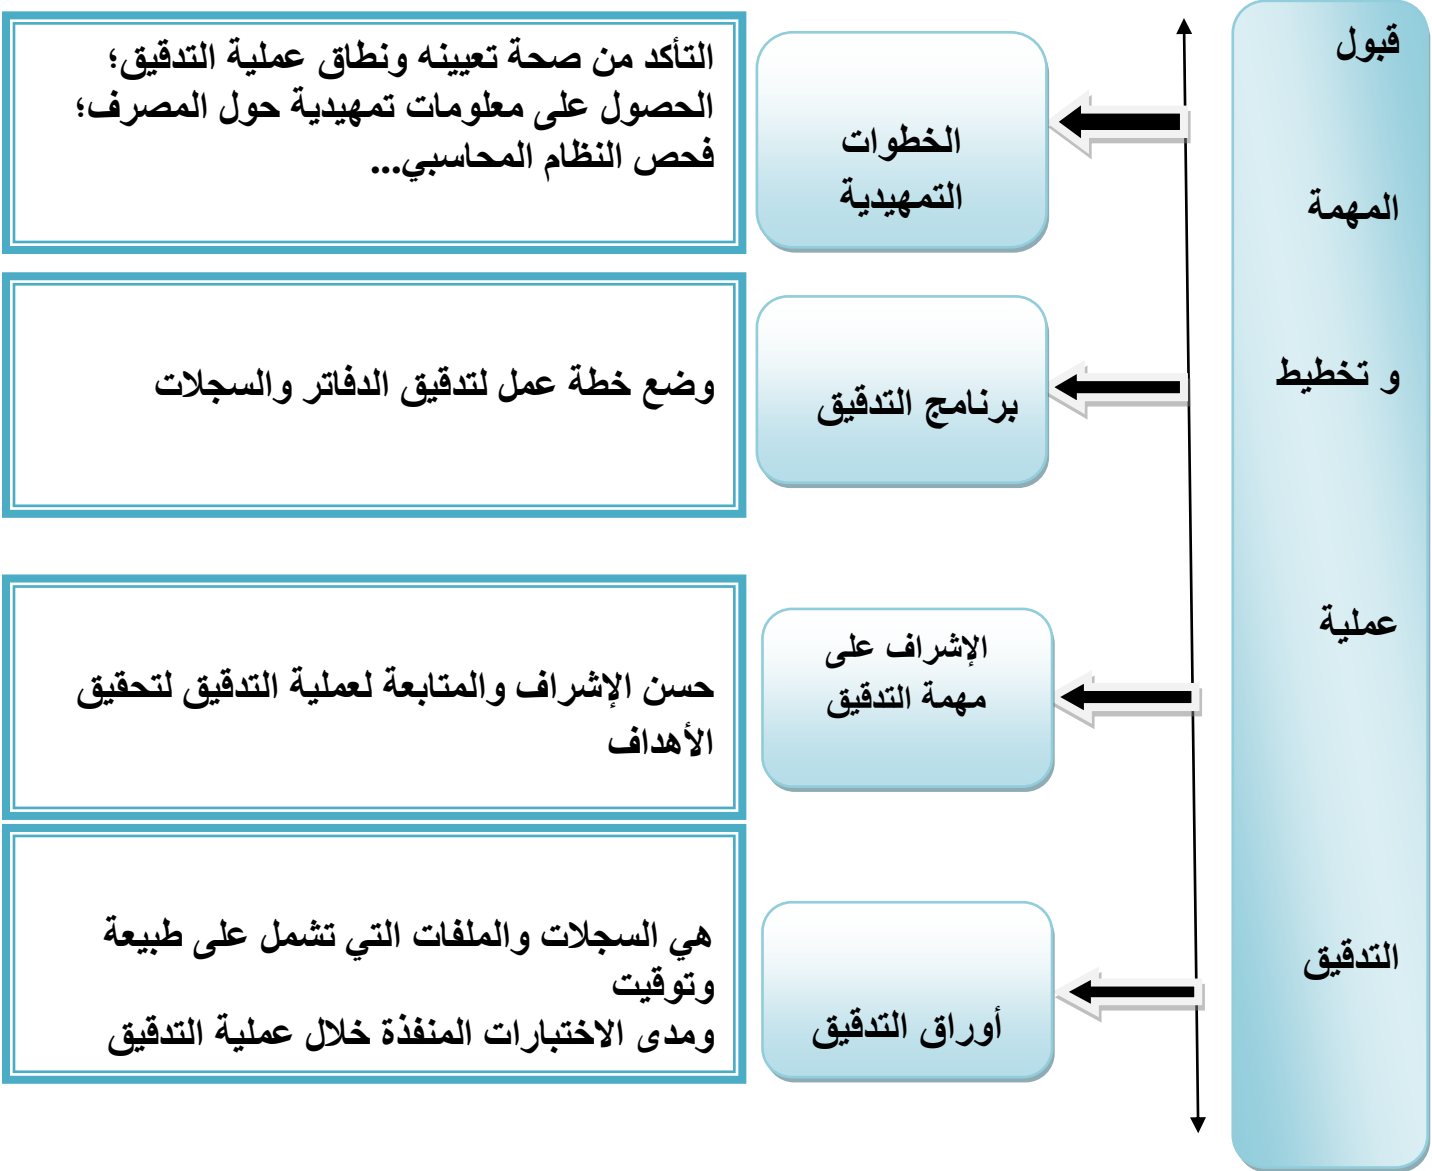 قبول
المهمة
و تخطيط
عملية
التدقيق
الخطوات
التمهيدية
التأكد من صحة تعيينه ونطاق عملية التدقيق؛
الحصول على معلومات تمهيدية حول المصرف؛
فحص النظام المحاسبي...
برنامج التدقيق
وضع خطة عمل لتدقيق الدفاتر والسجلات
الإشراف على
مهمة التدقيق
حسن الإشراف والمتابعة لعملية التدقيق لتحقيق
الأهداف
أوراق التدقيق
هي السجلات والملفات التي تشمل على طبيعة
وتوقيت
ومدى الاختبارات المنفذة خلال عملية التدقيق